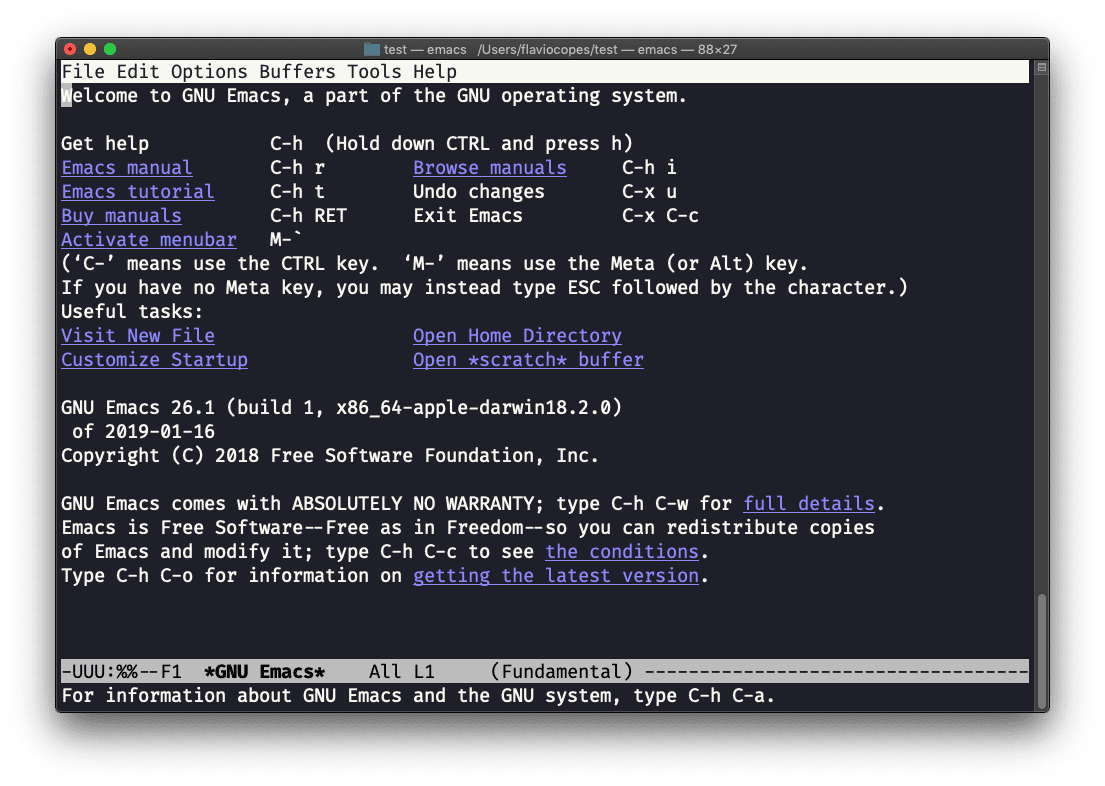 test — emacs /Users/flaviocopes/test — emacs — 88×27
File Edit Options Buffers Tools Help
Welcome to GNU Emacs, a part of the GNU operating system.
Get help C-h (Hold down CTRL and press h)
Emacs manual C-h r Browse manuals C-h i
Emacs tutorial C-h t Undo changes C-x u
Buy manuals C-h RET Exit Emacs C-x C-c
Activate menubar M-`
(‘C-’ means use the CTRL key. ‘M-’ means use the Meta (or Alt) key.
If you have no Meta key, you may instead type ESC followed by the character.)
Useful tasks:
Visit New File Open Home Directory
Customize Startup Open *scratch* buffer
GNU Emacs 26.1 (build 1, x86_64-apple-darwin18.2.0)
of 2019-01-16
Copyright (C) 2018 Free Software Foundation, Inc.
GNU Emacs comes with ABSOLUTELY NO WARRANTY; type C-h C-w for full details.
Emacs is Free Software--Free as in Freedom--so you can redistribute copies
of Emacs and modify it; type C-h C-c to see the conditions.
Type C-h C-o for information on getting the latest version.
-UUU:%%--F1 *GNU Emacs* All L1 (Fundamental) -----------------------------------
For information about GNU Emacs and the GNU system, type C-h C-a.